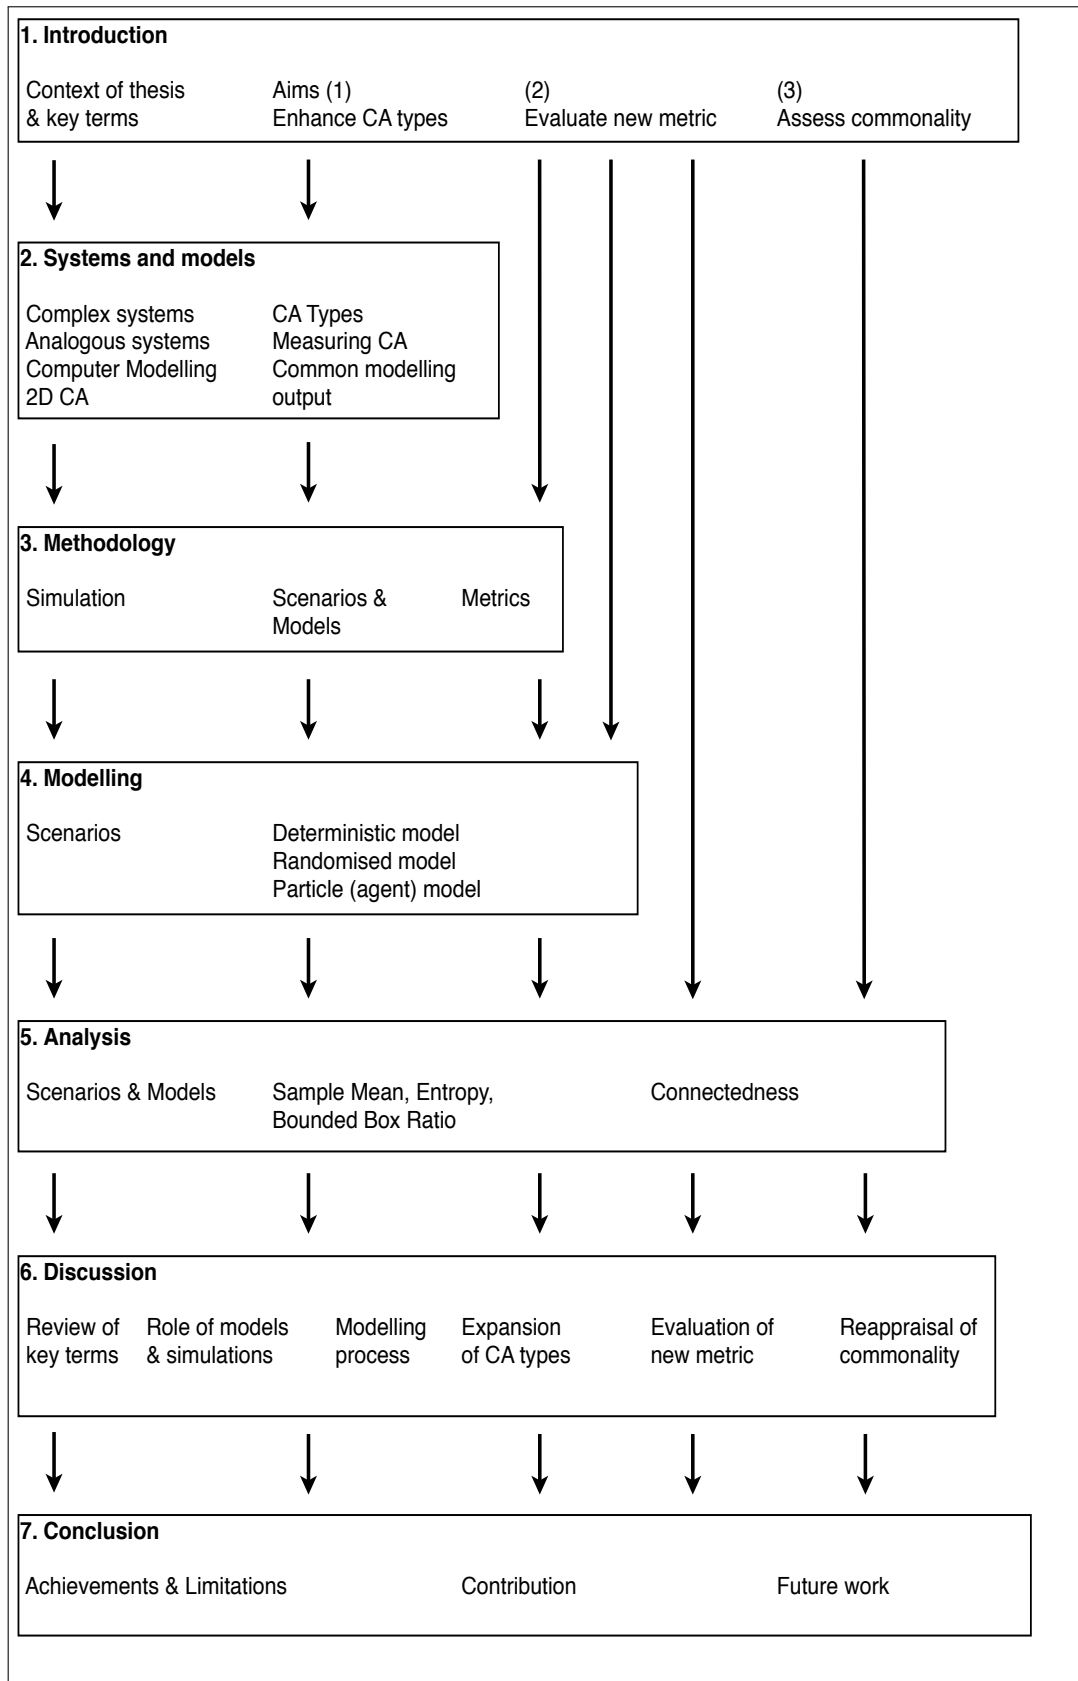 1. Introduction
Context of thesis
& key terms
Aims (1)
Enhance CA types
(2)
Evaluate new metric
(3)
Assess commonality
2. Systems and models
Complex systems
Analogous systems
Computer Modelling
2D CA
CA Types
Measuring CA
Common modelling
output
3. Methodology
Simulation
Scenarios &
Models
Metrics
4. Modelling
Scenarios
Deterministic model
Randomised model
Particle (agent) model
5. Analysis
Scenarios & Models
Sample Mean, Entropy,
Bounded Box Ratio
Connectedness
6. Discussion
Review of
key terms
Role of models
& simulations
Modelling
process
Expansion
of CA types
Evaluation of
new metric
Reappraisal of
commonality
7. Conclusion
Achievements & Limitations
Contribution
Future work